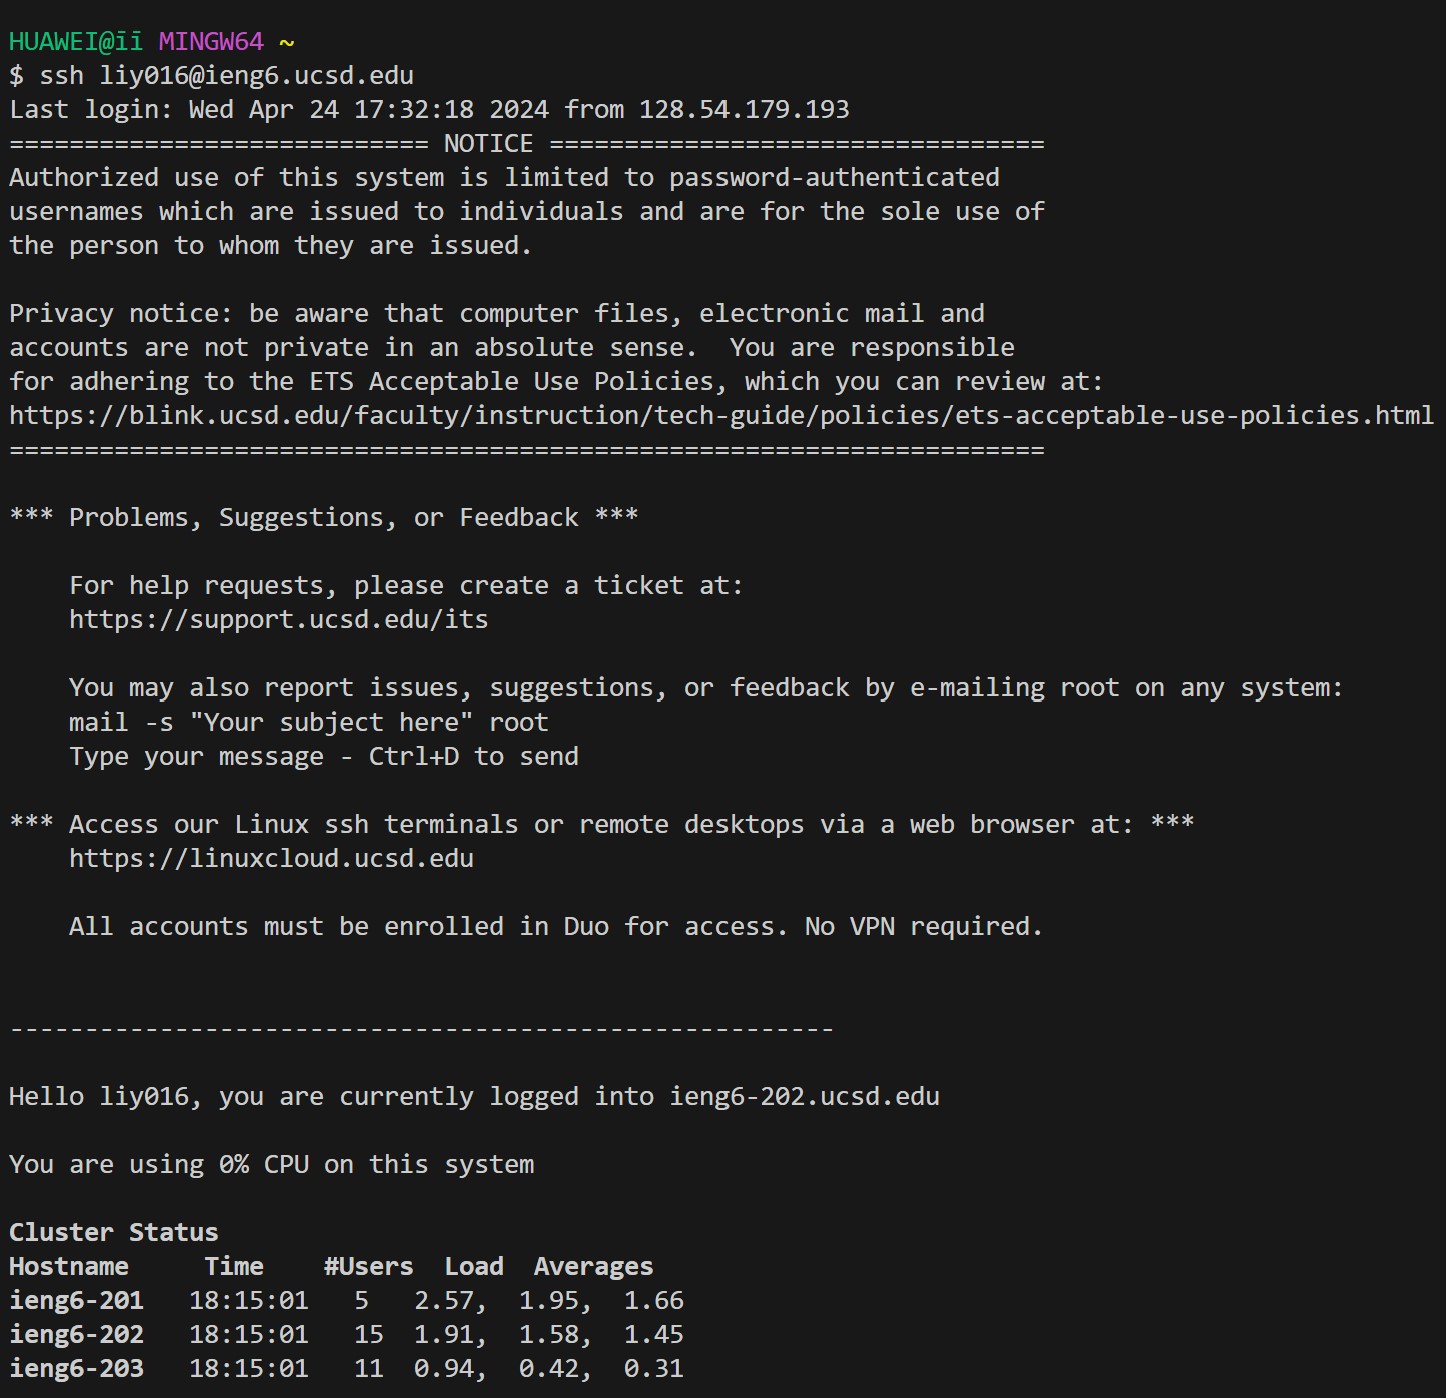 HUAWEI@īī MINGW64 ~
$ ssh liy016@ieng6.ucsd.edu
Last login: Wed Apr 24 17:32:18 2024 from 128.54.179.193
============================ NOTICE =================================
Authorized use of this system is limited to password-authenticated
usernames which are issued to individuals and are for the sole use of
the person to whom they are issued.

Privacy notice: be aware that computer files, electronic mail and
accounts are not private in an absolute sense.  You are responsible
for adhering to the ETS Acceptable Use Policies, which you can review at:
https://blink.ucsd.edu/faculty/instruction/tech-guide/policies/ets-acceptable-use-policies.html
=====================================================================

*** Problems, Suggestions, or Feedback ***

    For help requests, please create a ticket at:
    https://support.ucsd.edu/its

    You may also report issues, suggestions, or feedback by e-mailing root on any system:
    mail -s "Your subject here" root
    Type your message - Ctrl+D to send

*** Access our Linux ssh terminals or remote desktops via a web browser at: ***
    https://linuxcloud.ucsd.edu

    All accounts must be enrolled in Duo for access. No VPN required.

-------------------------------------------------------

Hello liy016, you are currently logged into ieng6-202.ucsd.edu

You are using 0% CPU on this system

Cluster Status
Hostname     Time    #Users  Load  Averages
ieng6-201   18:15:01   5   2.57,  1.95,  1.66
ieng6-202   18:15:01   15  1.91,  1.58,  1.45
ieng6-203   18:15:01   11  0.94,  0.42,  0.31